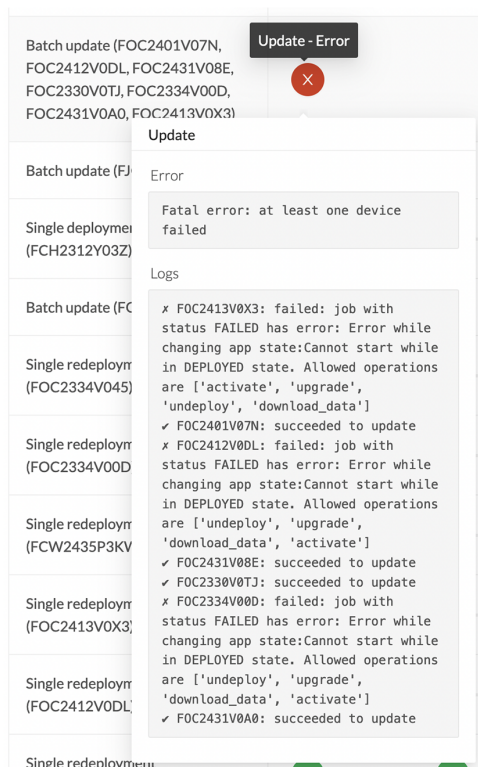 Update - Error
Batch update (FOC2401V07N,
FOC2412V0DL, FOC2431V08E,
FOC2330V0TJ, FOC2334V00D,
FOC2431V0A0, FOC2413V0X3)
X
Update
Error
Fatal error: at least one device
failed
Logs
✗ FOC2413V0X3: failed: job with
status FAILED has error: Error while
changing app state:Cannot start while
in DEPLOYED state. Allowed operations
are ['activate', 'upgrade',
'undeploy', 'download_data']
✔ FOC2401V07N: succeeded to update
✗ FOC2412V0DL: failed: job with
status FAILED has error: Error while
changing app state:Cannot start while
in DEPLOYED state. Allowed operations
are ['undeploy', 'upgrade',
'download_data', 'activate']
✔ FOC2431V08E: succeeded to update
✔ FOC2330V0TJ: succeeded to update
✗ FOC2334V00D: failed: job with
status FAILED has error: Error while
changing app state:Cannot start while
in DEPLOYED state. Allowed operations
are ['undeploy', 'upgrade',
'download_data', 'activate']
✔ FOC2431V0A0: succeeded to update
Batch update (FJ
Single deployme
(FCH2312Y03Z)
Batch update (FC
Single redeploym
(FOC2334V045)
Single redeploym
(FOC2334V00D
Single redeploym
(FCW2435P3KV
Single redeploym
(FOC2413V0X3)
Single redeploym
(FOC2412V0DL)
Single redeployment